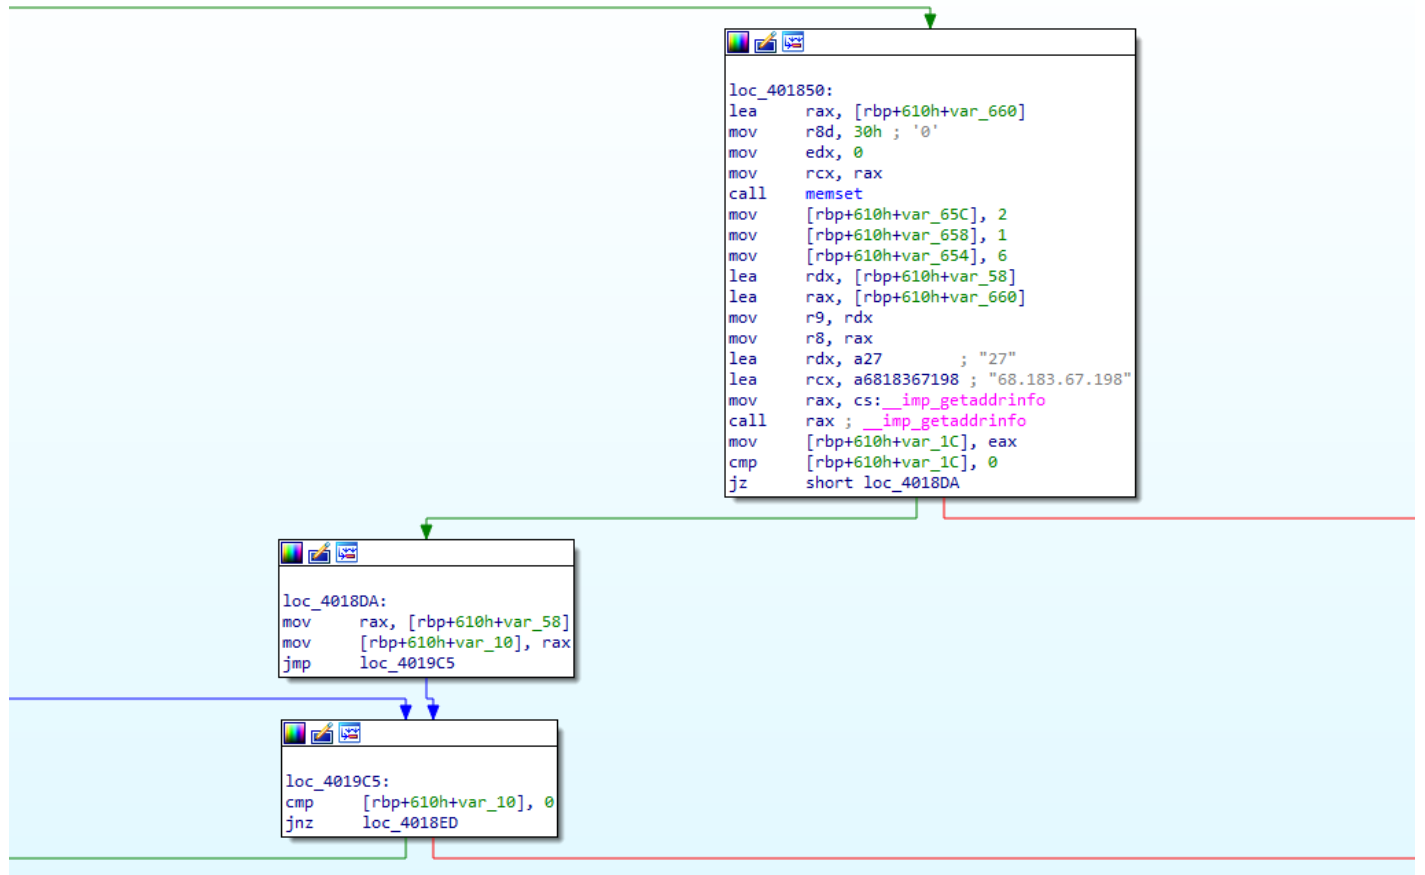 loc_401850:
lea rax, [rbp+610h+var_660]
mov r8d, 30h ; '0'
mov edx, 0
mov rcx, rax
call memset
mov [rbp+610h+var_65C], 2
mov [rbp+610h+var_658], 1
mov [rbp+610h+var_654], 6
lea rdx, [rbp+610h+var_58]
lea rax, [rbp+610h+var_660]
mov r9, rdx
mov r8, rax
lea rdx, a27 ; "27"
lea rcx, a6818367198 ; "68.183.67.198"
mov rax, cs:__imp_getaddrinfo
call rax ; __imp_getaddrinfo
mov [rbp+610h+var_1C], eax
cmp [rbp+610h+var_1C], 0
jz short loc_4018DA
loc_4018DA:
mov rax, [rbp+610h+var_58]
mov [rbp+610h+var_10], rax
jmp loc_4019C5
loc_4019C5:
cmp [rbp+610h+var_10], 0
jnz loc_4018ED